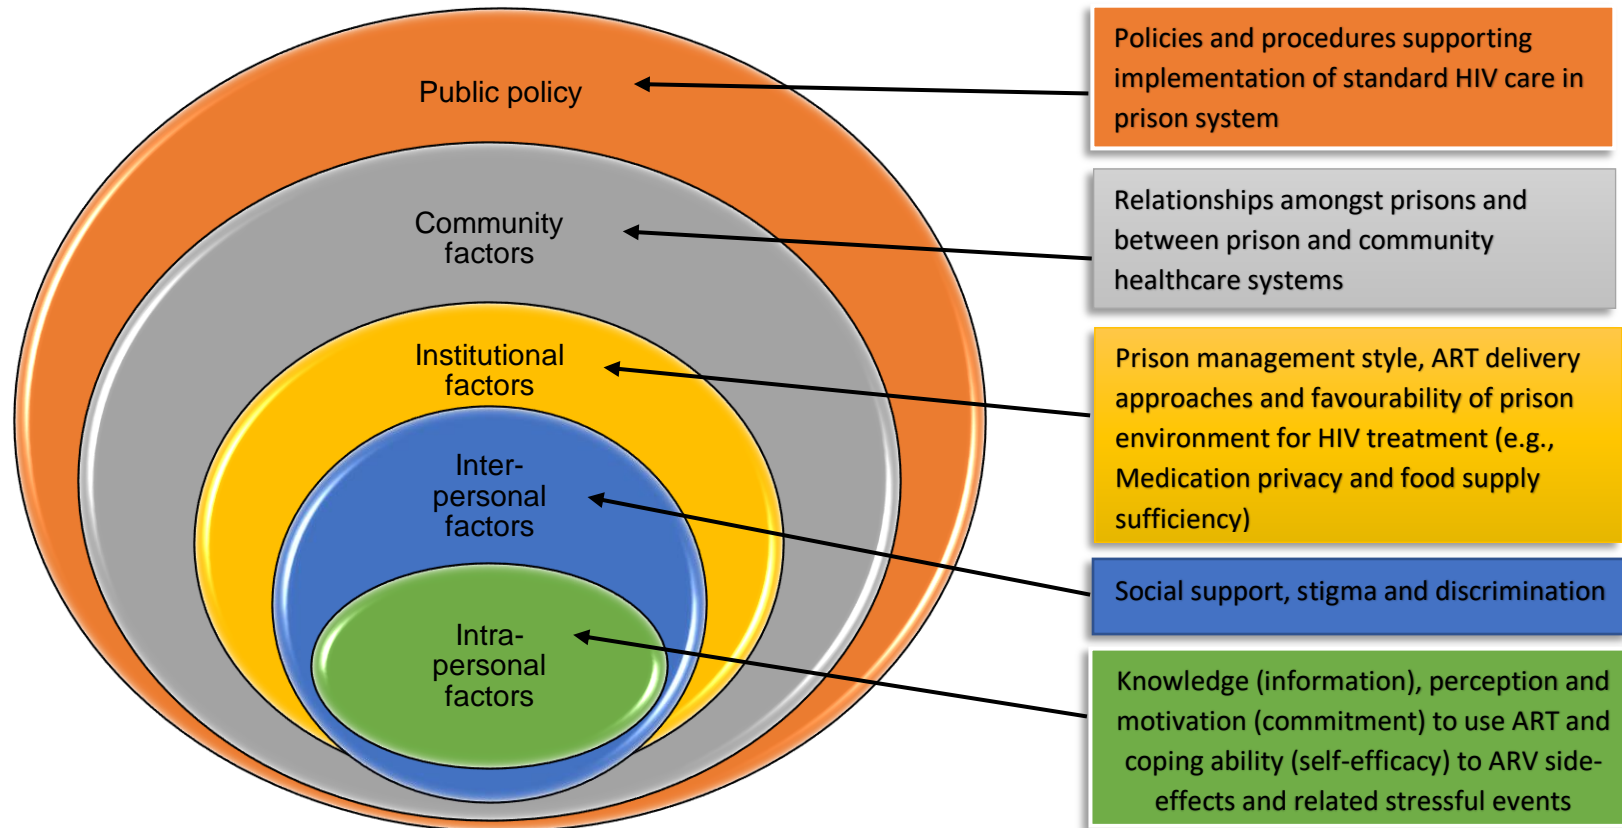 Public policy
Policies and procedures supporting
implementation of standard HIV care in
prison system
Community
factors
Relationships amongst prisons and
between prison and community
healthcare systems
Institutional
factors
Prison management style, ART delivery
approaches and favourability of prison
environment for HIV treatment (e.g.,
Medication privacy and food supply
sufficiency)
Inter-
personal
factors
Social support, stigma and discrimination
Intra-
personal
factors
Knowledge (information), perception and
motivation (commitment) to use ART and
coping ability (self-efficacy) to ARV side-
effects and related stressful events